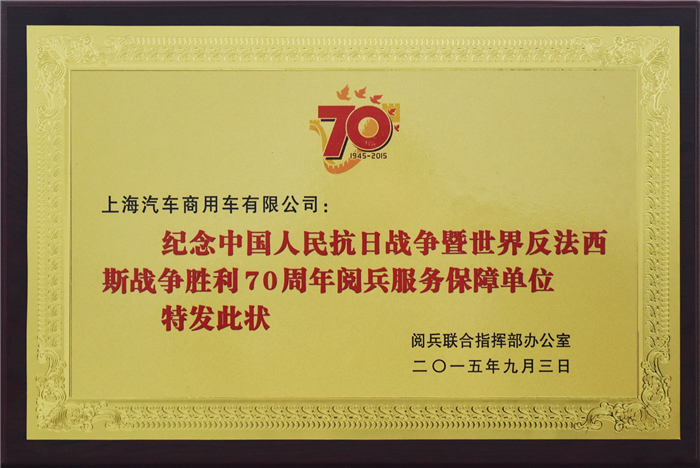 70
1945-2015
上海汽车商用车有限公司：
纪念中国人民抗日战争暨世界反法西
斯战争胜利70周年阅兵服务保障单位
特发此状
阅兵联合指挥部办公室
二〇一五年九月三日